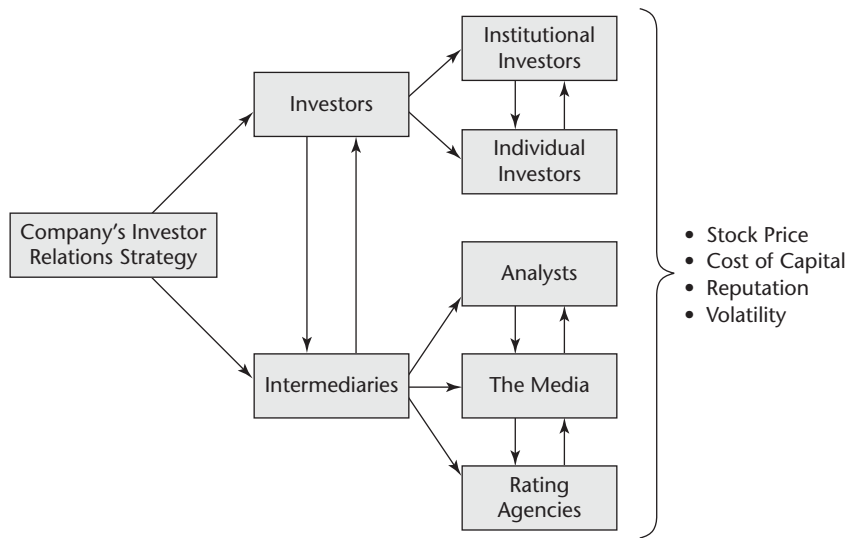 Institutional
Investors
Investors
Individual
Investors
Company's Investor
Relations Strategy
Analysts
Intermediaries
The Media
Rating
Agencies
• Stock Price
• Cost of Capital
• Reputation
• Volatility